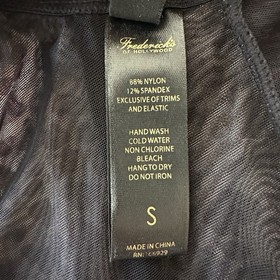 Frederick's
OF HOLLYWOOD
88% NYLON
12% SPANDEX
EXCLUSIVE OF TRIMS
AND ELASTIC
HAND WASH
COLD WATER
NON CHLORINE
BLEACH
HANG TO DRY
DO NOT IRON
S
MADE IN CHINA